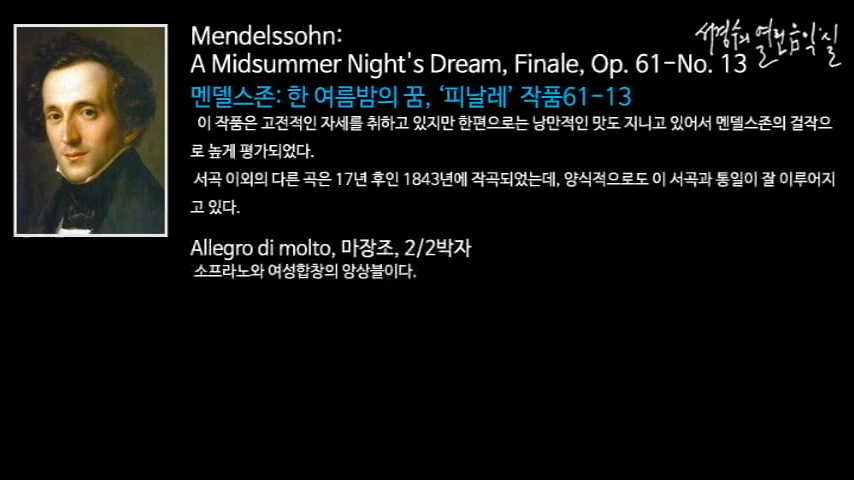 서경수의 열린음악실
Mendelssohn:
A Midsummer Night's Dream, Finale, Op. 61-No. 13
멘델스존: 한 여름밤의 꿈, ‘피날레’ 작품61-13
이 작품은 고전적인 자세를 취하고 있지만 한편으로는 낭만적인 맛도 지니고 있어서 멘델스존의 걸작으
로 높게 평가되었다.
서곡 이외의 다른 곡은 17년 후인 1843년에 작곡되었는데, 양식적으로도 이 서곡과 통일이 잘 이루어지
고 있다.
Allegro di molto, 마장조, 2/2박자
소프라노와 여성합창의 앙상블이다.